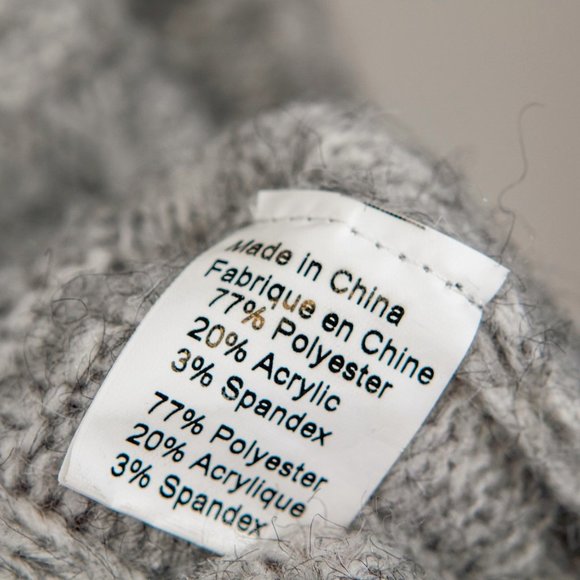 Made in China
Fabrique en Chine
77% Polyester
20% Acrylic
3% Spandex
77% Polyester
20% Acrylique
3% Spandex